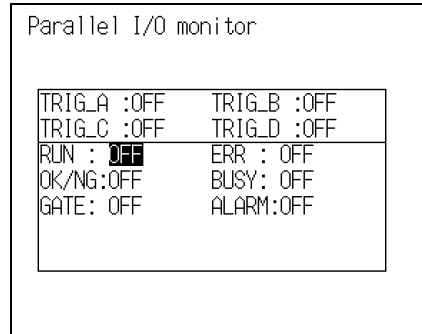 Parallel I/O monitor
TRIG_A :OFF TRIG_B :OFF
TRIG_C :OFF TRIG_D :OFF
RUN : OFF ERR : OFF
OK/NG:OFF BUSY: OFF
GATE: OFF ALARM:OFF